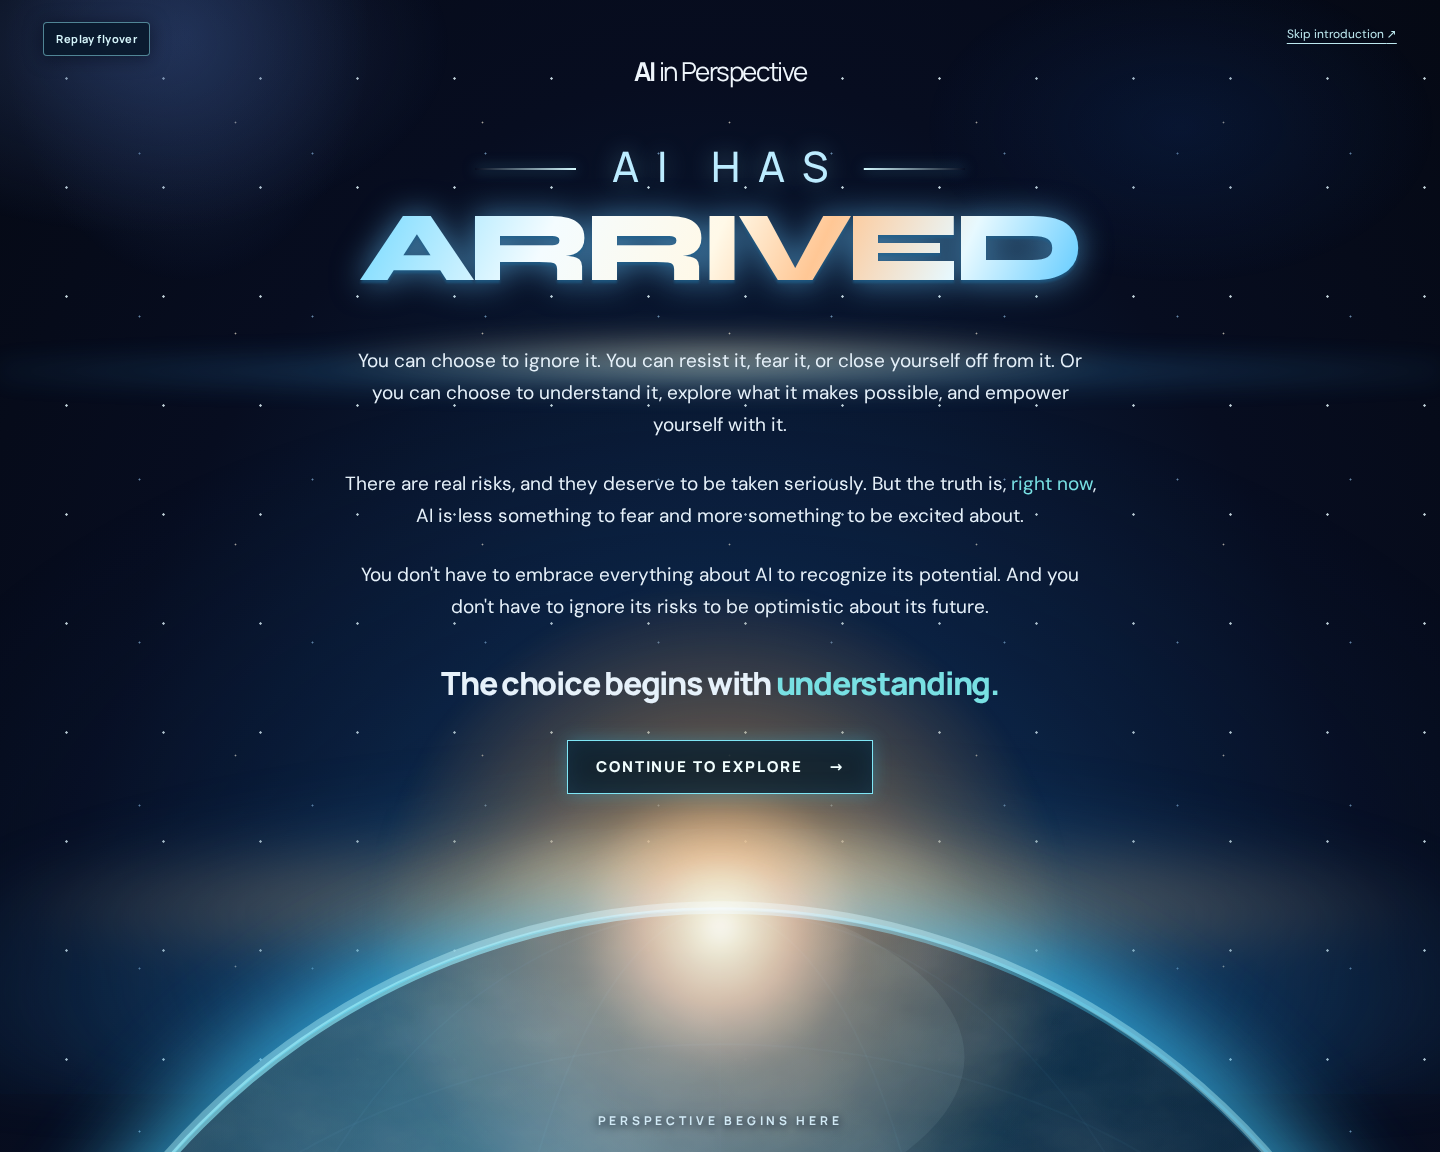 Replay flyover
Skip introduction ↗
AI in Perspective
AI HAS
ARRIVED
You can choose to ignore it. You can resist it, fear it, or close yourself off from it. Or
you can choose to understand it, explore what it makes possible, and empower
yourself with it.
There are real risks, and they deserve to be taken seriously. But the truth is, right now,
AI is less something to fear and more something to be excited about.
You don't have to embrace everything about AI to recognize its potential. And you
don't have to ignore its risks to be optimistic about its future.
The choice begins with understanding.
CONTINUE TO EXPLORE →
PERSPECTIVE BEGINS HERE